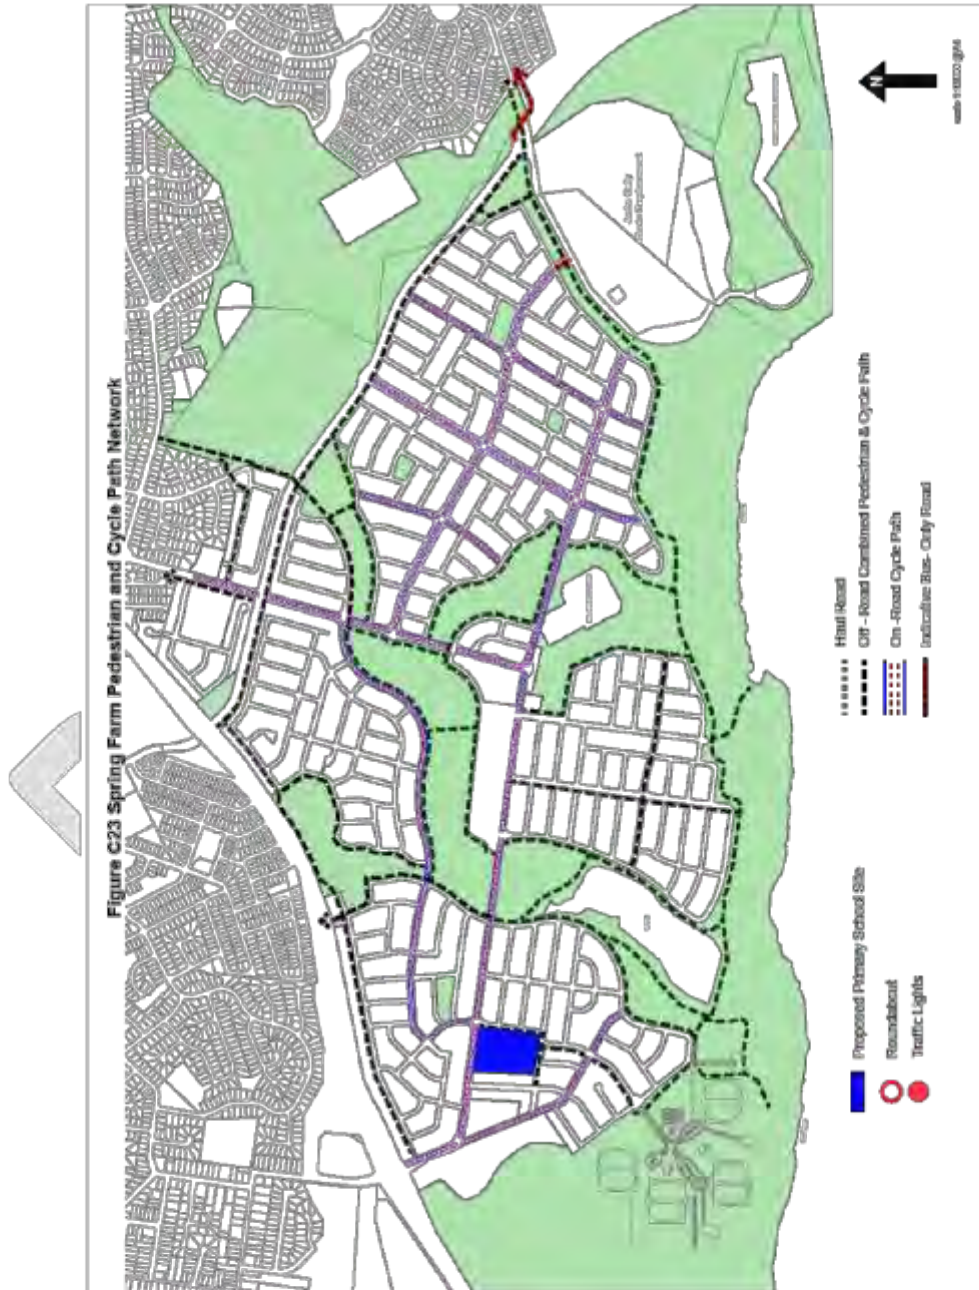 Figure C23 Spring Farm Pedestrian and Cycle Path Network
N
Haul Road
Off - Road Combined Pedestrian & Cycle Path
On -Road Cycle Path
Indicative Bus- Only Road
Proposed Primary School Site
Roundabout
Traffic Lights